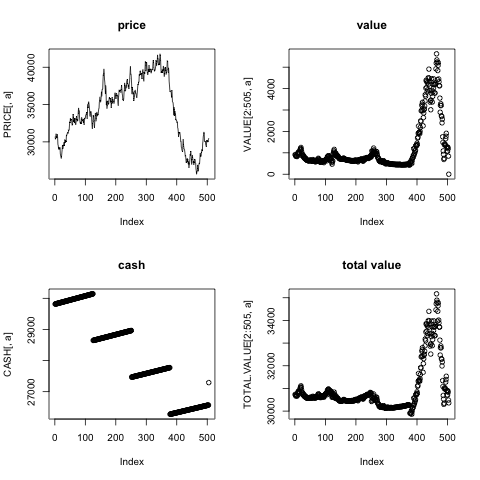 price
PRICE[, a]
30000 35000 40000
0 100 200 300 400 500
Index
value
VALUE[2:505, a]
0 2000 4000
0 100 200 300 400 500
Index
cash
CASH[, a]
27000 29000
0 100 200 300 400 500
Index
total value
TOTAL.VALUE[2:505, a]
30000 32000 34000
0 100 200 300 400 500
Index